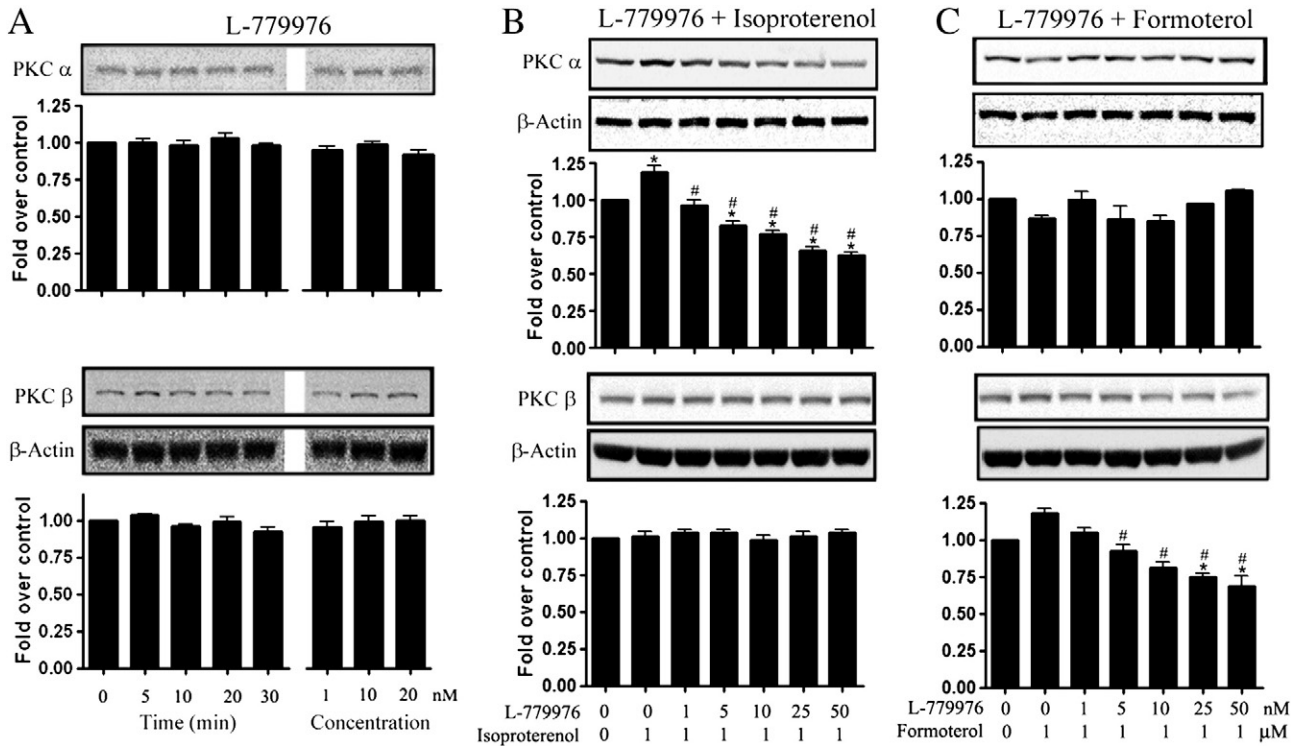 A
L-779976
PKC α
1.25
1.00
0.75
0.50
0.25
0.00
Fold over control
PKC β
β-Actin
1.00
0.75
0.50
0.25
0.00
Fold over control
0 5 10 20 30 1 10 20 nM
Time (min) Concentration
B
L-779976 + Isoproterenol
PKC α
β-Actin
1.25
1.00
0.75
0.50
0.25
0.00
Fold over control
*
#
#
*
#
*
#
*
#
*
PKC β
β-Actin
1.25
1.00
0.75
0.50
0.25
0.00
Fold over control
L-779976 0 0 1 5 10 25 50
Isoproterenol 0 1 1 1 1 1 1
C
L-779976 + Formoterol
1.25
1.00
0.75
0.50
0.25
0.00
1.25
1.00
0.75
0.50
0.25
0.00
#
#
#
*
#
*
L-779976 0 0 1 5 10 25 50 nM
Formoterol 0 1 1 1 1 1 1 µM